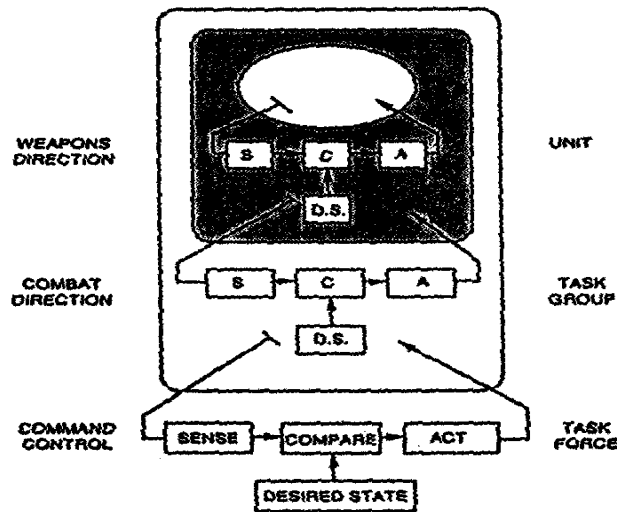 WEAPONS
DIRECTION
S
C
A
UNIT
D.S.
COMBAT
DIRECTION
S
C
A
TASK
GROUP
D.S.
COMMAND
CONTROL
SENSE
COMPARE
ACT
TASK
FORCE
DESIRED STATE